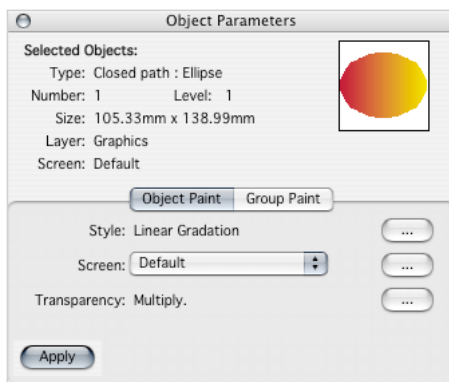 Object Parameters
Selected Objects:
Type: Closed path : Ellipse
Number: 1 Level: 1
Size: 105.33mm x 138.99mm
Layer: Graphics
Screen: Default
Object Paint Group Paint
Style: Linear Gradation ...
Screen: Default ...
Transparency: Multiply. ...
Apply